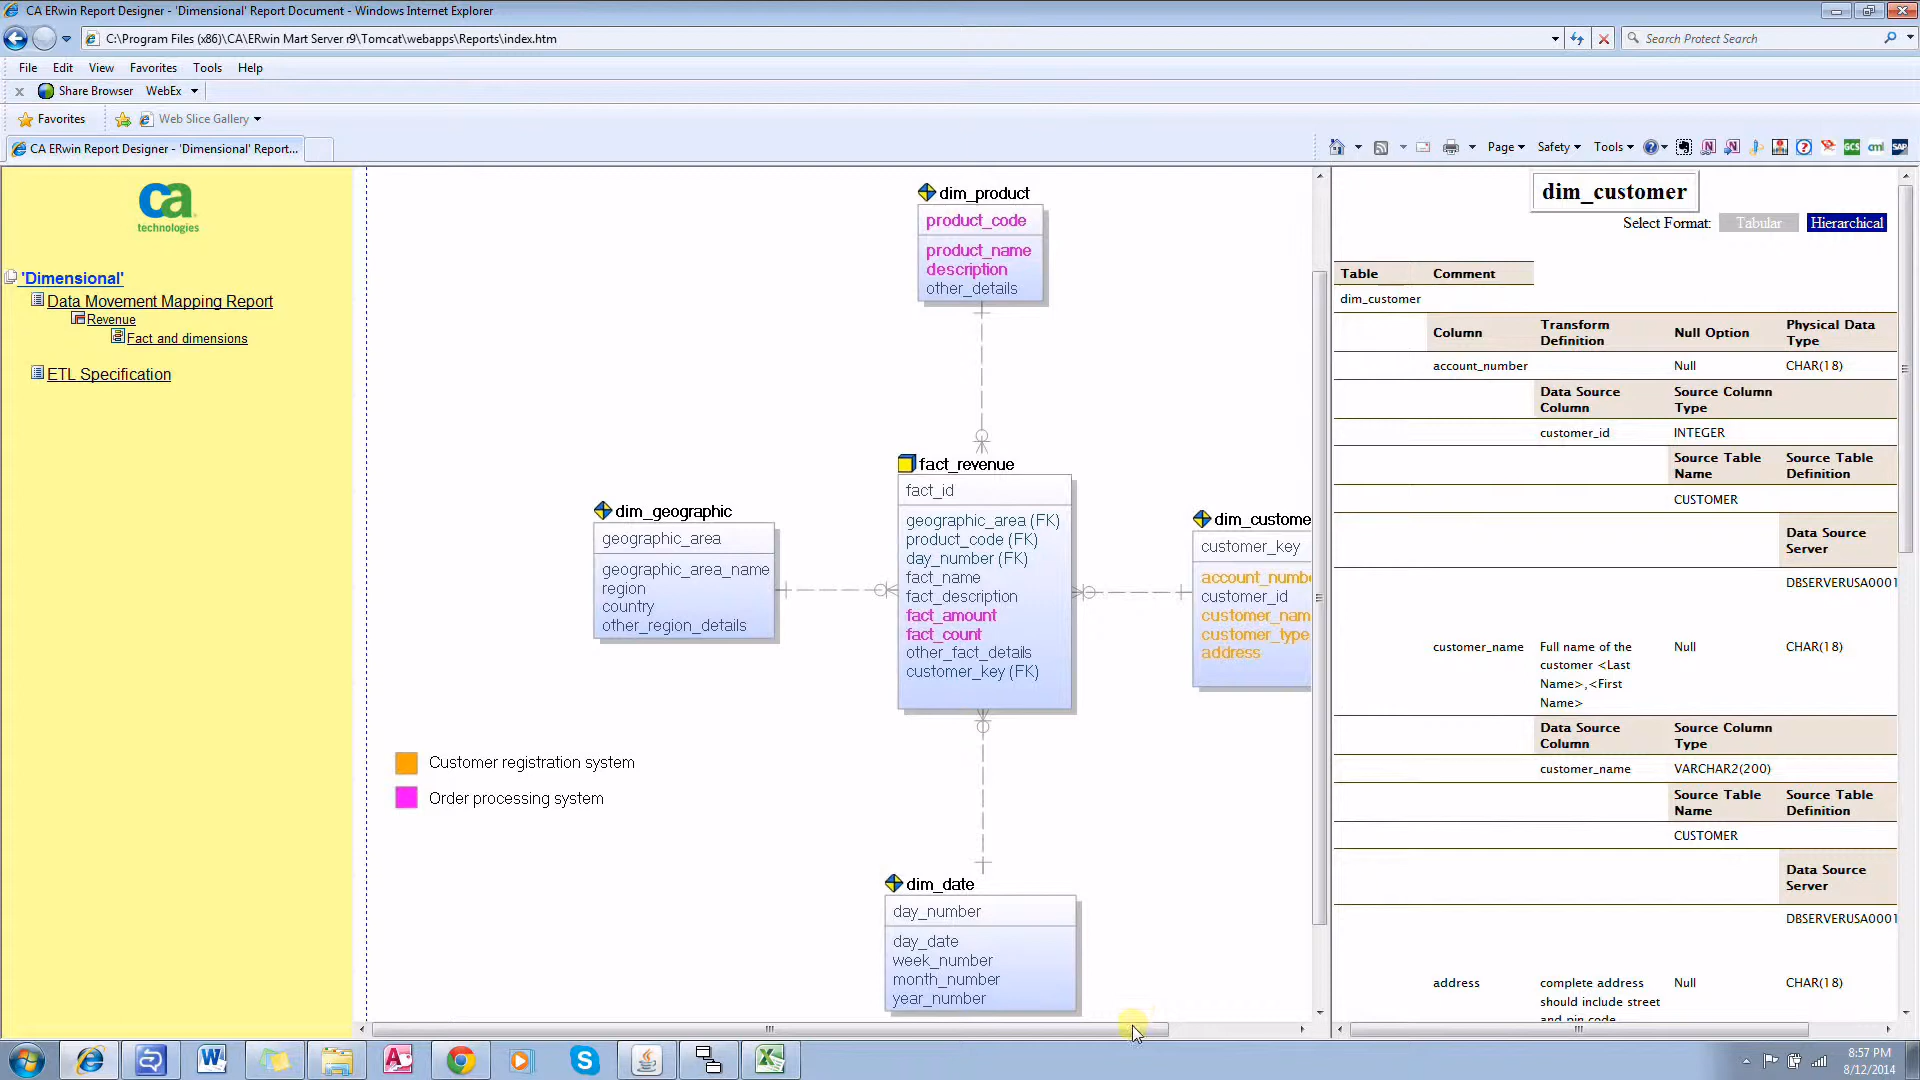 CA ERwin Report Designer - 'Dimensional' Report Document - Windows Internet Explorer
C:\Program Files (x86)\CA\ERwin Mart Server r9\Tomcat\webapps\Reports\index.htm
Search Protect Search
File Edit View Favorites Tools Help
x Share Browser WebEx
Favorites Web Slice Gallery
CA ERwin Report Designer - 'Dimensional' Report...
Page Safety Tools
ca
technologies
'Dimensional'
Data Movement Mapping Report
Revenue
Fact and dimensions
ETL Specification
dim_product
product_code
product_name
description
other_details
fact_revenue
fact_id
geographic_area (FK)
product_code (FK)
day_number (FK)
fact_name
fact_description
fact_amount
fact_count
other_fact_details
customer_key (FK)
dim_geographic
geographic_area
geographic_area_name
region
country
other_region_details
dim_custome
customer_key
account_numbe
customer_id
customer_nam
customer_type
address
Customer registration system
Order processing system
dim_date
day_number
day_date
week_number
month_number
year_number
dim_customer
Select Format: Tabular Hierarchical
Table Comment
dim_customer
Column Transform Definition Null Option Physical Data Type
account_number Null CHAR(18)
Data Source Column Source Column Type
customer_id INTEGER
Source Table Name Source Table Definition
CUSTOMER
Data Source Server
DBSERVERUSA0001
customer_name Full name of the Null CHAR(18)
customer <Last
Name>,<First
Name>
Data Source Column Source Column Type
customer_name VARCHAR2(200)
Source Table Name Source Table Definition
CUSTOMER
Data Source Server
DBSERVERUSA0001
address complete address Null CHAR(18)
should include street
and pin code
8:57 PM
8/12/2014